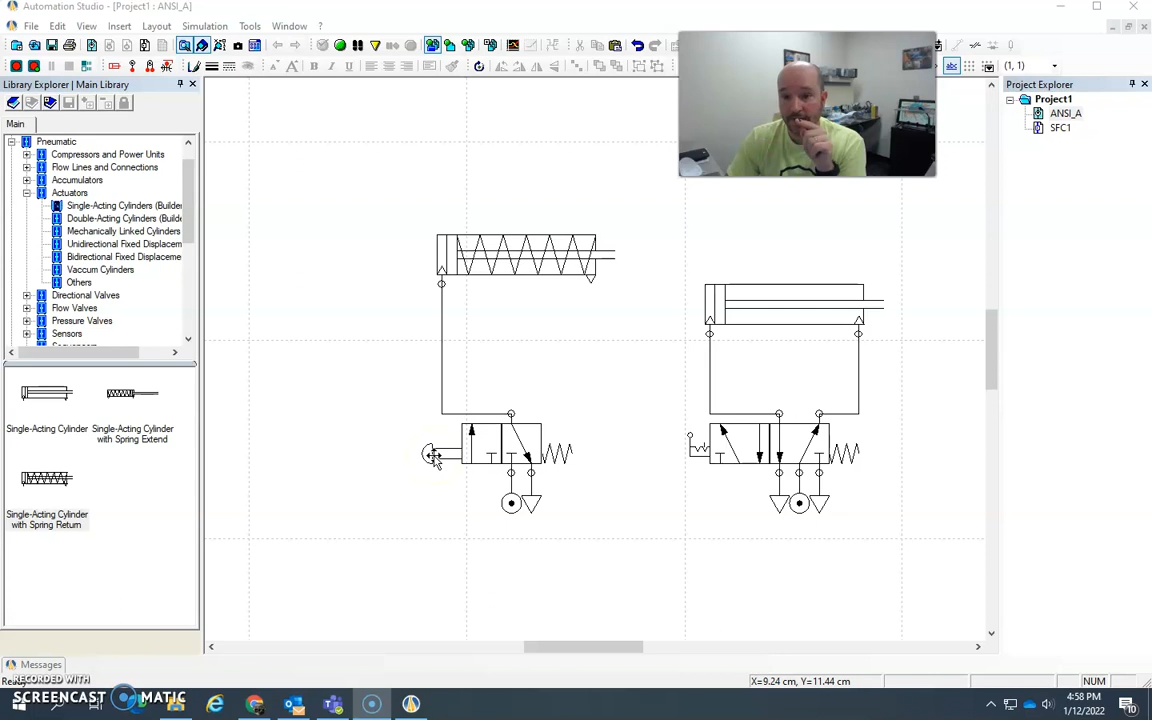 Automation Studio - [Project1 : ANSI_A]
File Edit View Insert Layout Simulation Tools Window ?
A A B I U
abc (1, 1)
Library Explorer | Main Library
Project Explorer
Main
Project1
ANSI_A
SFC1
Pneumatic
Compressors and Power Units
Flow Lines and Connections
Accumulators
Actuators
Single-Acting Cylinders (Builde
Double-Acting Cylinders (Builde
Mechanically Linked Cylinders
Unidirectional Fixed Displacem
Bidirectional Fixed Displaceme
Vaccum Cylinders
Others
Directional Valves
Flow Valves
Pressure Valves
Sensors
Single-Acting Cylinder
Single-Acting Cylinder with Spring Extend
Single-Acting Cylinder with Spring Return
Messages
RECORDED WITH
SCREENCAST MATIC
X=9.24 cm, Y=11.44 cm
NUM
4:58 PM
1/12/2022
10